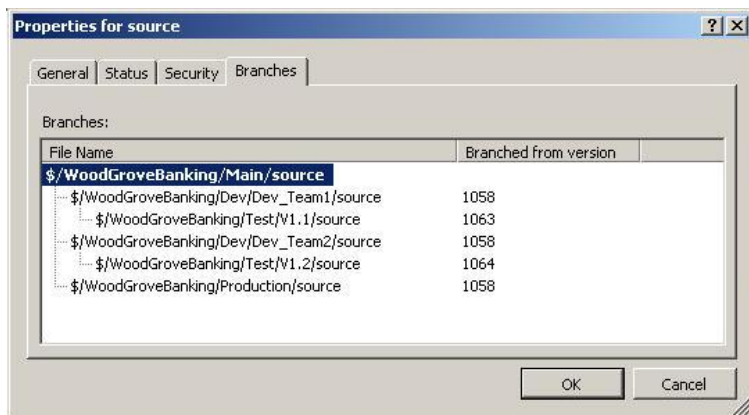 Properties for source
? X
General Status Security Branches
Branches:
File Name Branched from version
$/WoodGroveBanking/Main/source
$/WoodGroveBanking/Dev/Dev_Team1/source 1058
$/WoodGroveBanking/Test/V1.1/source 1063
$/WoodGroveBanking/Dev/Dev_Team2/source 1058
$/WoodGroveBanking/Test/V1.2/source 1064
$/WoodGroveBanking/Production/source 1058
OK Cancel